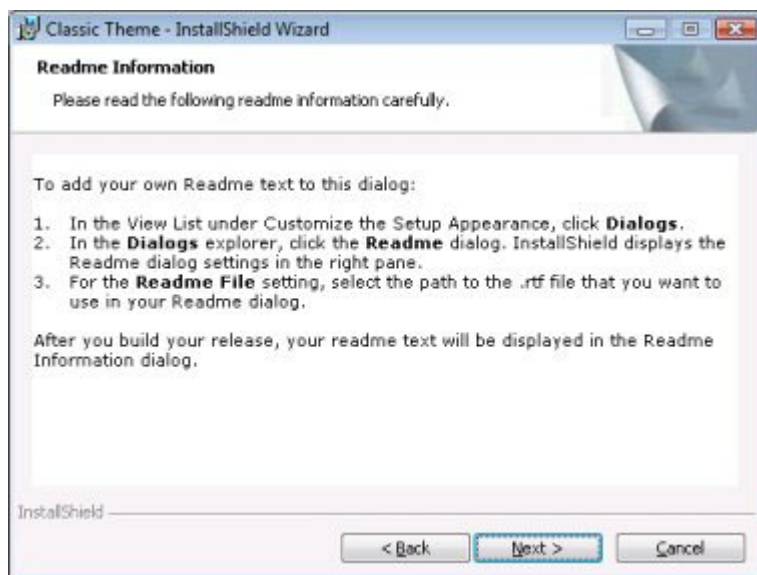 Classic Theme - InstallShield Wizard
Readme Information
Please read the following readme information carefully.
To add your own Readme text to this dialog:
1. In the View List under Customize the Setup Appearance, click Dialogs.
2. In the Dialogs explorer, click the Readme dialog. InstallShield displays the
Readme dialog settings in the right pane.
3. For the Readme File setting, select the path to the .rtf file that you want to
use in your Readme dialog.
After you build your release, your readme text will be displayed in the Readme
Information dialog.
InstallShield
< Back Next > Cancel